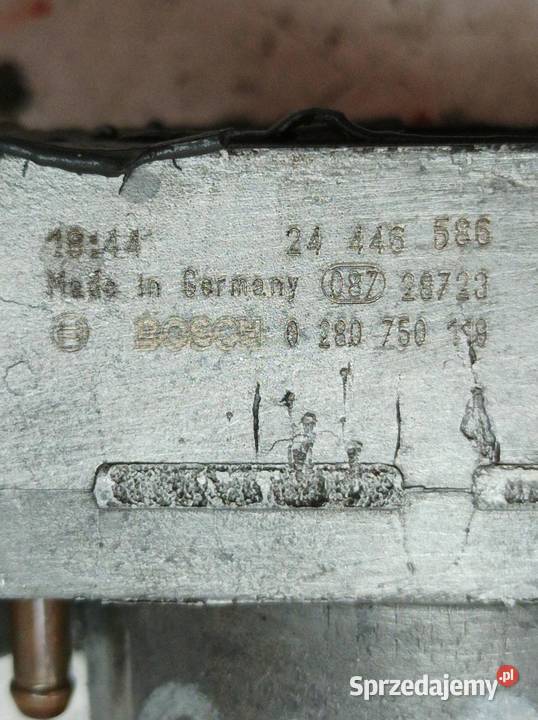 18:44 24 446 586
Made in Germany 087 28723
BOSCH 0 280 750
Sprzedajemy.pl